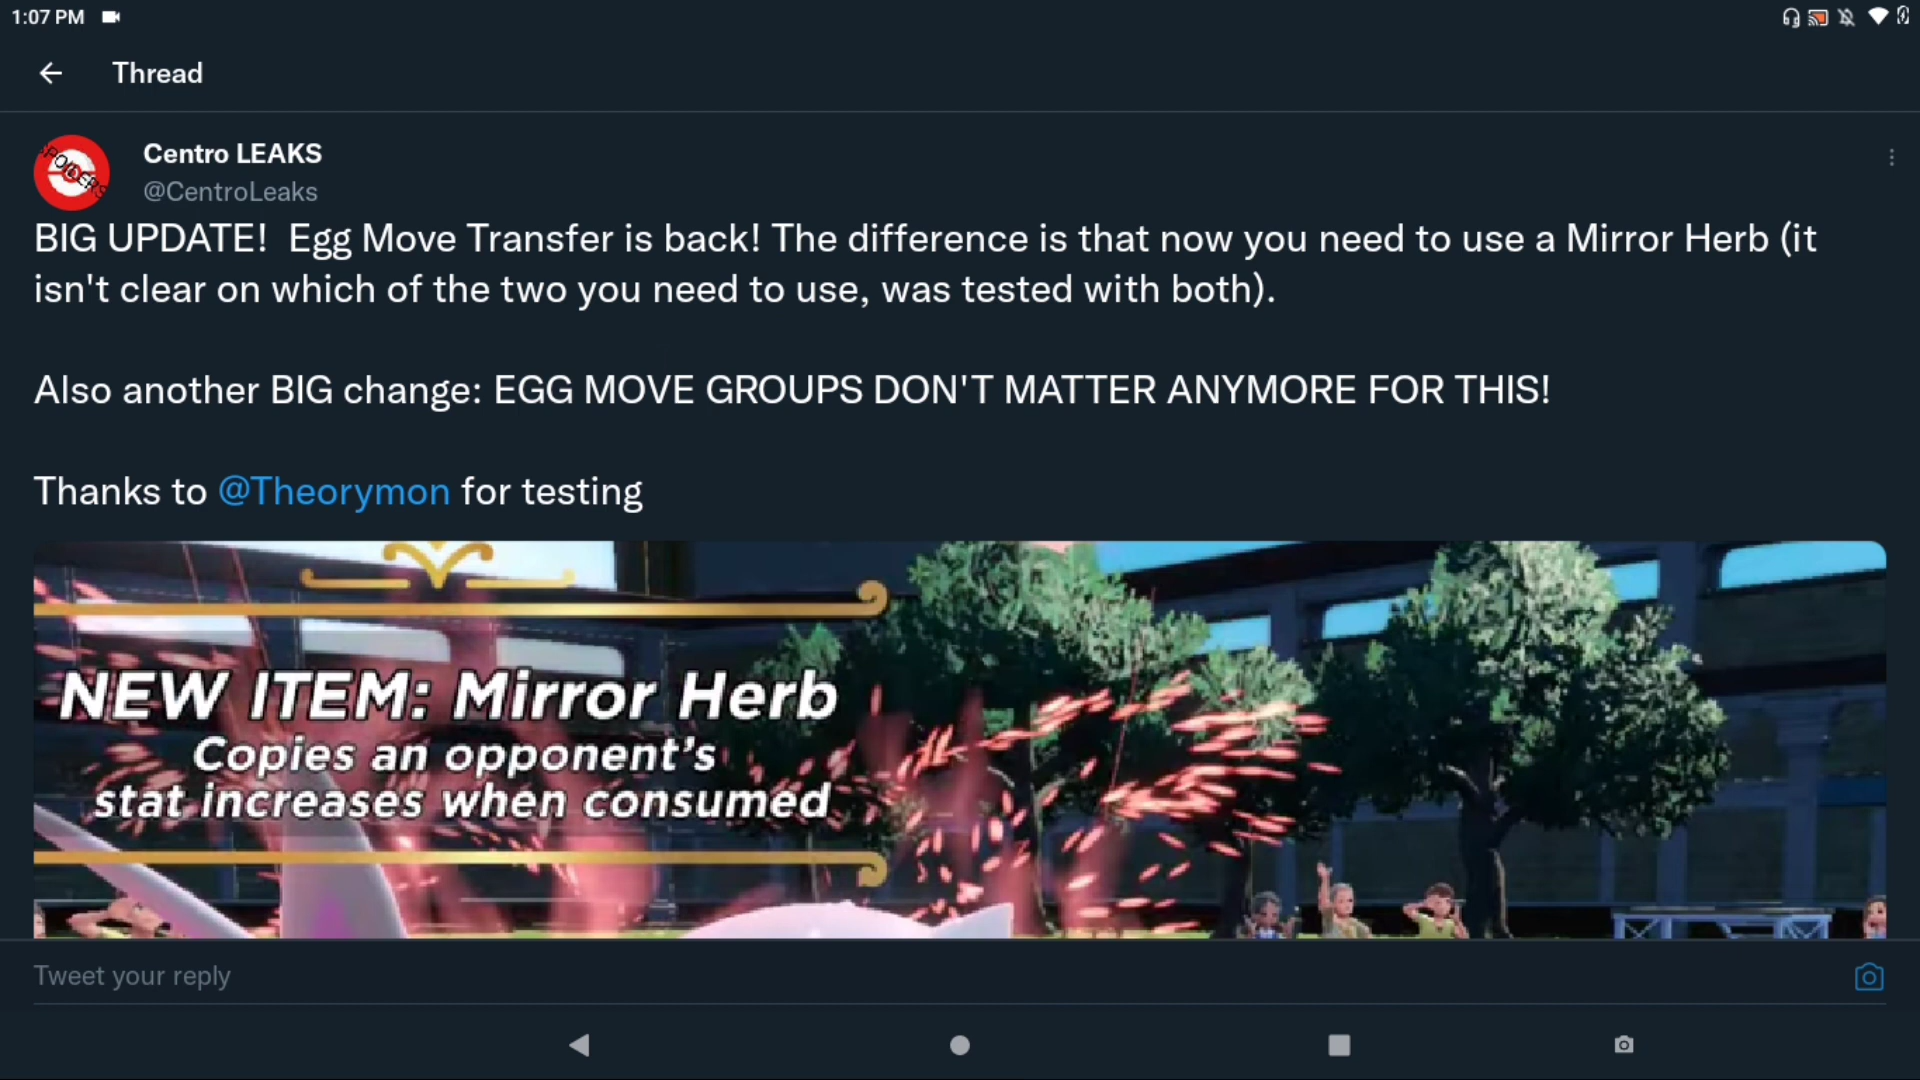 1:07 PM
Thread
SPOILERS
Centro LEAKS
@CentroLeaks
BIG UPDATE!  Egg Move Transfer is back! The difference is that now you need to use a Mirror Herb (it
isn't clear on which of the two you need to use, was tested with both).
Also another BIG change: EGG MOVE GROUPS DON'T MATTER ANYMORE FOR THIS!
Thanks to @Theorymon for testing
NEW ITEM: Mirror Herb
Copies an opponent's
stat increases when consumed
Tweet your reply